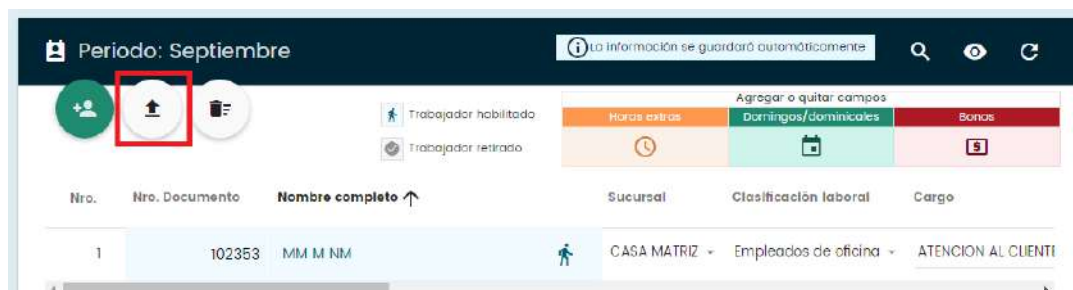 Periodo: Septiembre
La información se guardará automáticamente
Agregar o quitar campos
Trabajador habilitado
Horas extras
Domingos/dominicales
Bonos
Trabajador retirado
Nro.
Nro. Documento
Nombre completo
Sucursal
Clasificación laboral
Cargo
1
102353
MM M NM
CASA MATRIZ
Empleados de oficina
ATENCION AL CLIENTE